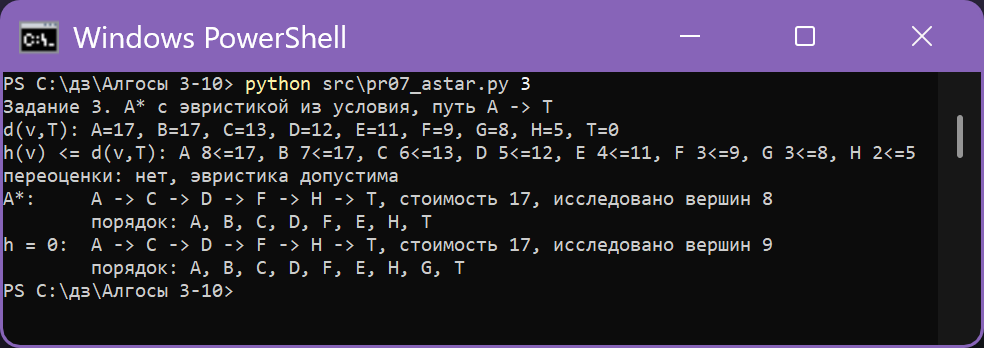 Windows PowerShell
PS C:\дз\Алгосы 3-10> python src\pr07_astar.py 3
Задание 3. A* с эвристикой из условия, путь A -> T
d(v,T): A=17, B=17, C=13, D=12, E=11, F=9, G=8, H=5, T=0
h(v) <= d(v,T): A 8<=17, B 7<=17, C 6<=13, D 5<=12, E 4<=11, F 3<=9, G 3<=8, H 2<=5
переоценки: нет, эвристика допустима
A*:     A -> C -> D -> F -> H -> T, стоимость 17, исследовано вершин 8
        порядок: A, B, C, D, F, E, H, T
h = 0:  A -> C -> D -> F -> H -> T, стоимость 17, исследовано вершин 9
        порядок: A, B, C, D, F, E, H, G, T
PS C:\дз\Алгосы 3-10>